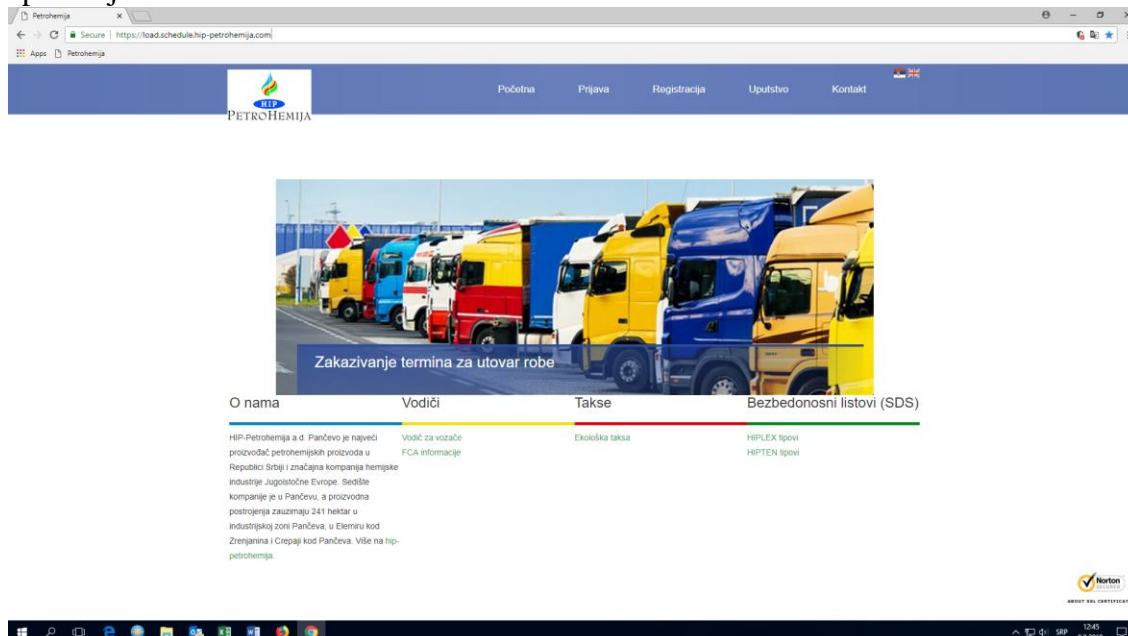 Petrohemija
Secure | https://load.schedule.hip-petrohemija.com
Apps Petrohemija
HIP
PETROHEMIJA
Početna Prijava Registracija Uputstvo Kontakt
Zakazivanje termina za utovar robe
O nama
HIP-Petrohemija a.d. Pančevo je najveći
proizvođač petrohemijskih proizvoda u
Republici Srbiji i značajna kompanija hemijske
industrije Jugoistočne Evrope. Sedište
kompanije je u Pančevu, a proizvodna
postrojenja zauzimaju 241 hektar u
industrijskoj zoni Pančeva, u Elemiru kod
Zrenjanina i Crepaji kod Pančeva. Više na hip-
petrohemija.
Vodiči
Vodič za vozače
FCA informacije
Takse
Ekološka taksa
Bezbedonosni listovi (SDS)
HIPLEX tipovi
HIPTEN tipovi
Norton
SECURED
ABOUT SSL CERTIFICAT
SRP
12:45